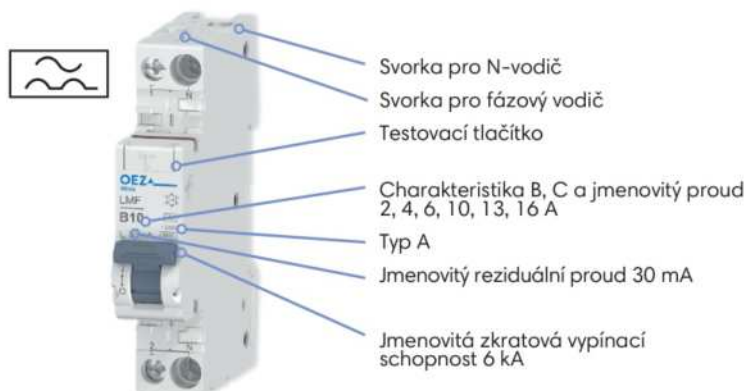 Svorka pro N-vodič
Svorka pro fázový vodič
Testovací tlačítko
OEZ
LMF
B10
Charakteristika B, C a jmenovitý proud
2, 4, 6, 10, 13, 16 A
Typ A
Jmenovitý reziduální proud 30 mA
Jmenovitá zkratová vypínací
schopnost 6 kA
2
N